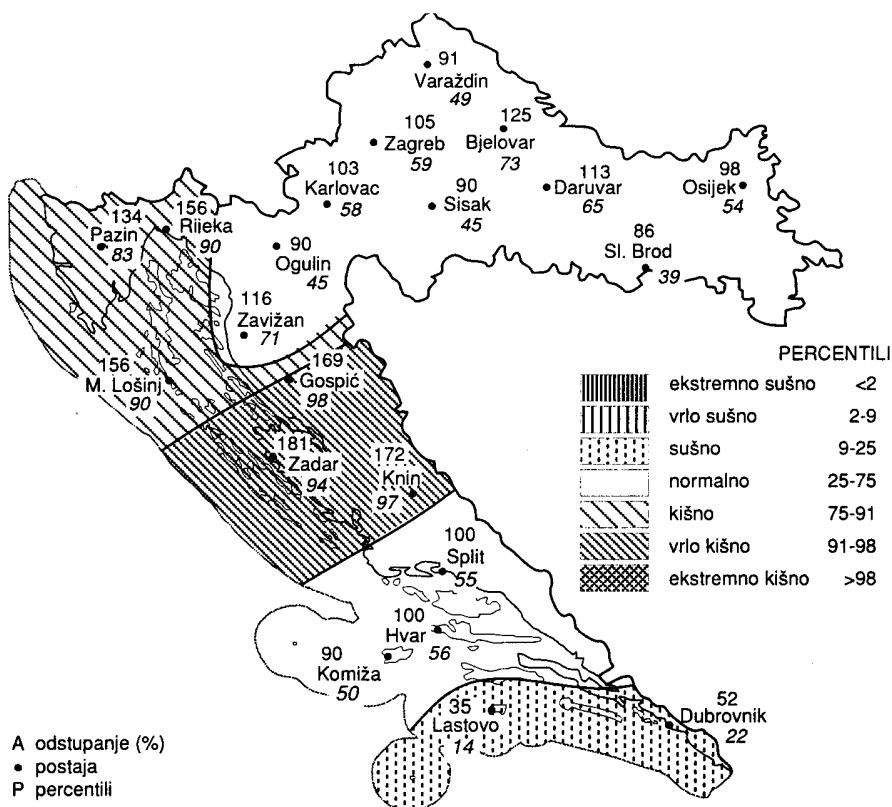 91
Varaždin
49
105
Zagreb
59
125
Bjelovar
73
103
Karlovac
58
90
Sisak
45
113
Daruvar
65
98
Osijek
54
86
Sl. Brod
39
134
Pazin
83
156
Rijeka
90
90
Ogulin
45
116
Zavižan
71
156
M. Lošinj
90
169
Gospić
98
181
Zadar
94
172
Knin
97
100
Split
55
100
Hvar
56
90
Komiža
50
35
Lastovo
14
52
Dubrovnik
22
PERCENTILI
ekstremno sušno <2
vrlo sušno 2-9
sušno 9-25
normalno 25-75
kišno 75-91
vrlo kišno 91-98
ekstremno kišno >98
A odstupanje (%)
• postaja
P percentili